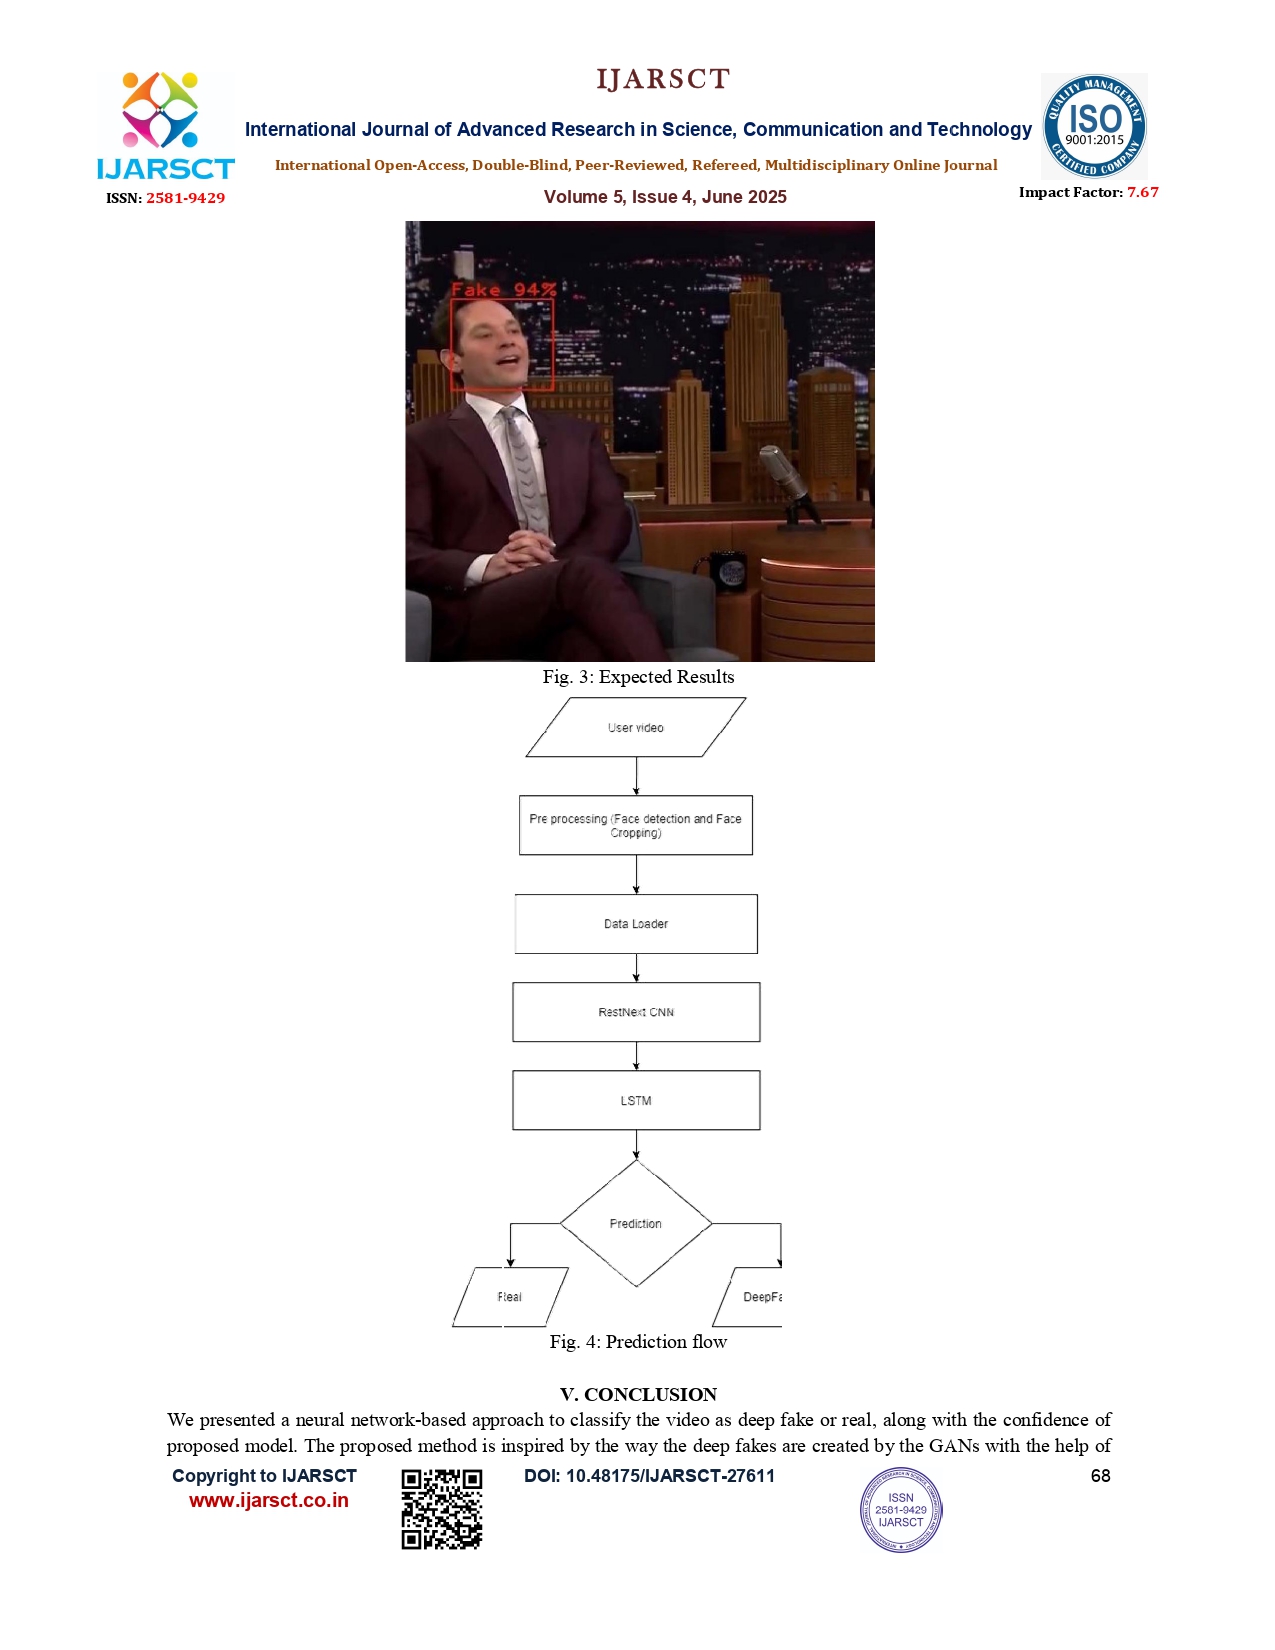 IJARSCT
International Journal of Advanced Research in Science, Communication and Technology
International Open-Access, Double-Blind, Peer-Reviewed, Refereed, Multidisciplinary Online Journal
IJARSCT
ISSN: 2581-9429
Volume 5, Issue 4, June 2025
QUALITY MANAGEMENT
ISO
9001:2015
CERTIFIED COMPANY
Impact Factor: 7.67
Fake 94%
Fig. 3: Expected Results
User video
Pre processing (Face detection and Face
Cropping)
Data Loader
RestNext CNN
LSTM
Prediction
Real
DeepFa
Fig. 4: Prediction flow
V. CONCLUSION
We presented a neural network-based approach to classify the video as deep fake or real, along with the confidence of
proposed model. The proposed method is inspired by the way the deep fakes are created by the GANs with the help of
Copyright to IJARSCT
www.ijarsct.co.in
DOI: 10.48175/IJARSCT-27611
ISSN
2581-9429
IJARSCT
68